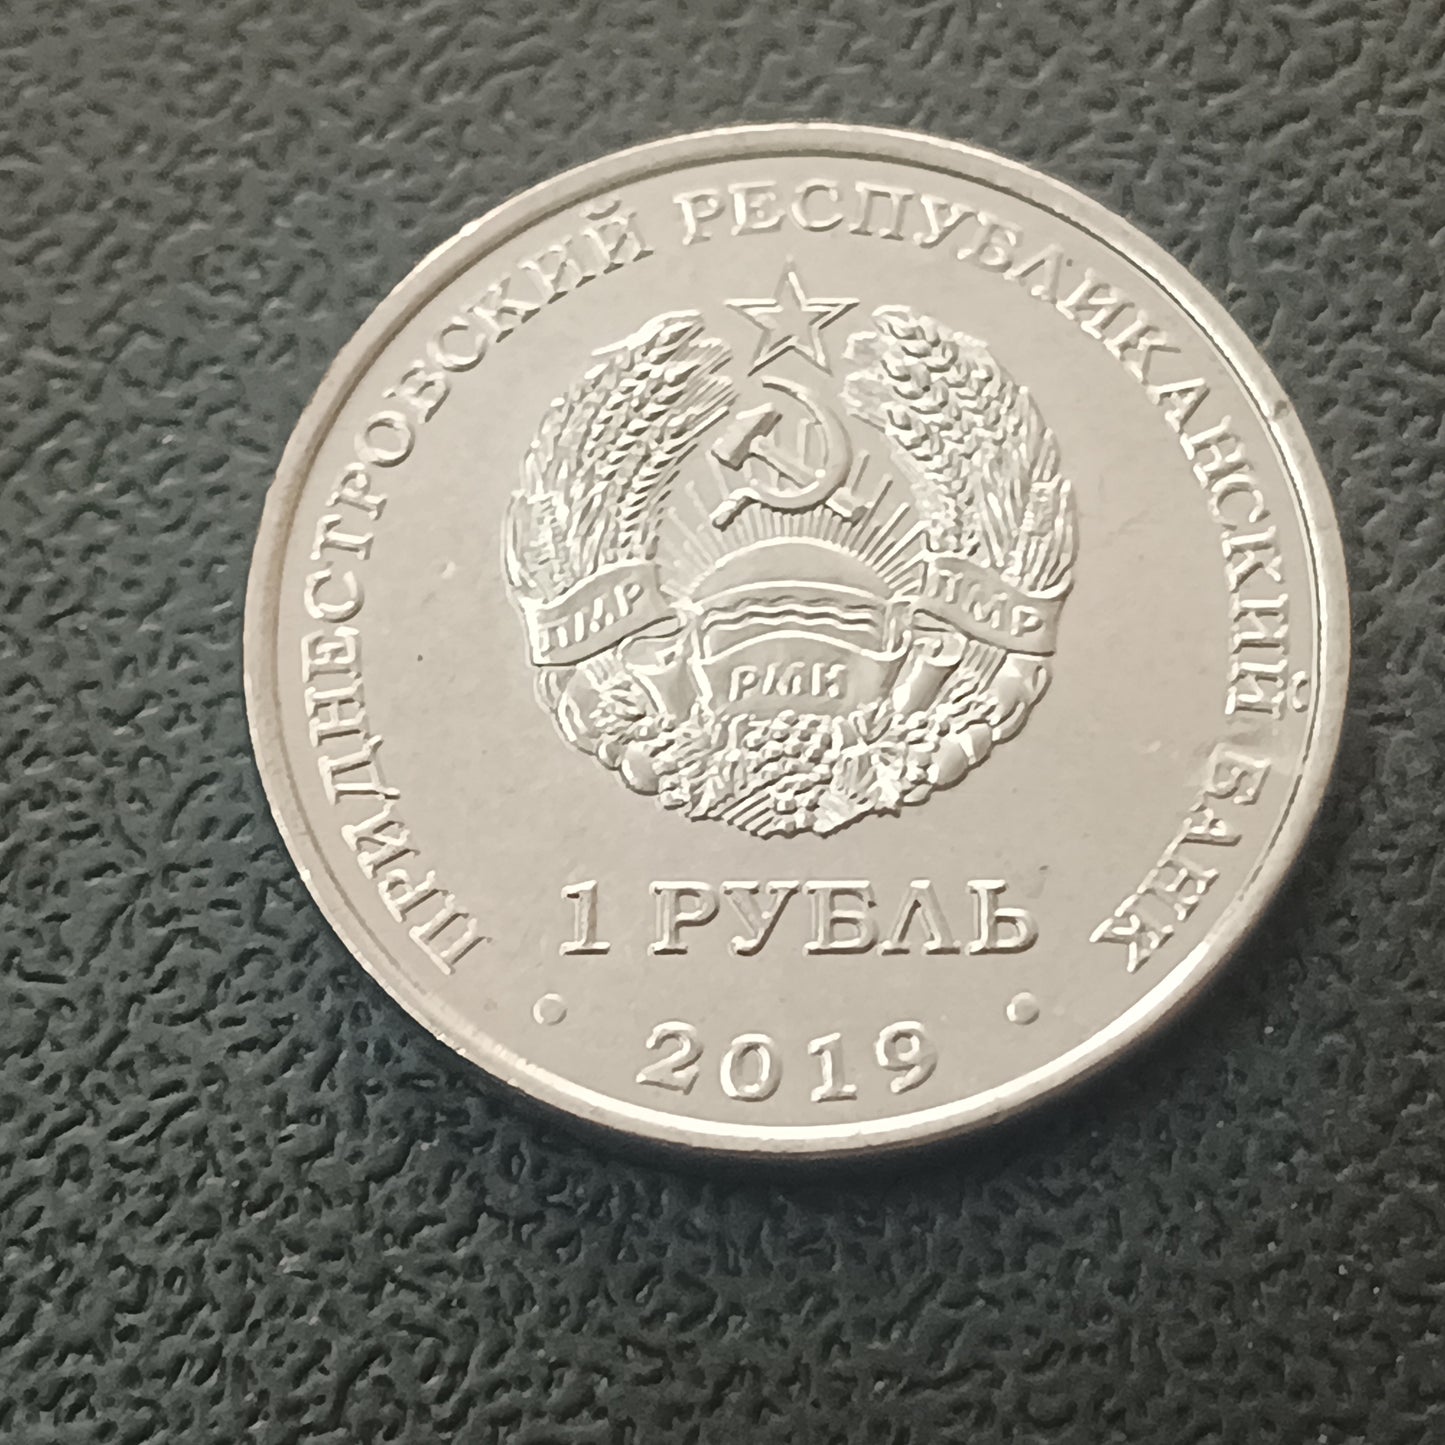 ПРИДНЕСТРОВСКИЙ РЕСПУБЛИКАНСКИЙ БАНК
ПМР
ПМР
РМН
1 РУБЛЬ
· 2019 ·